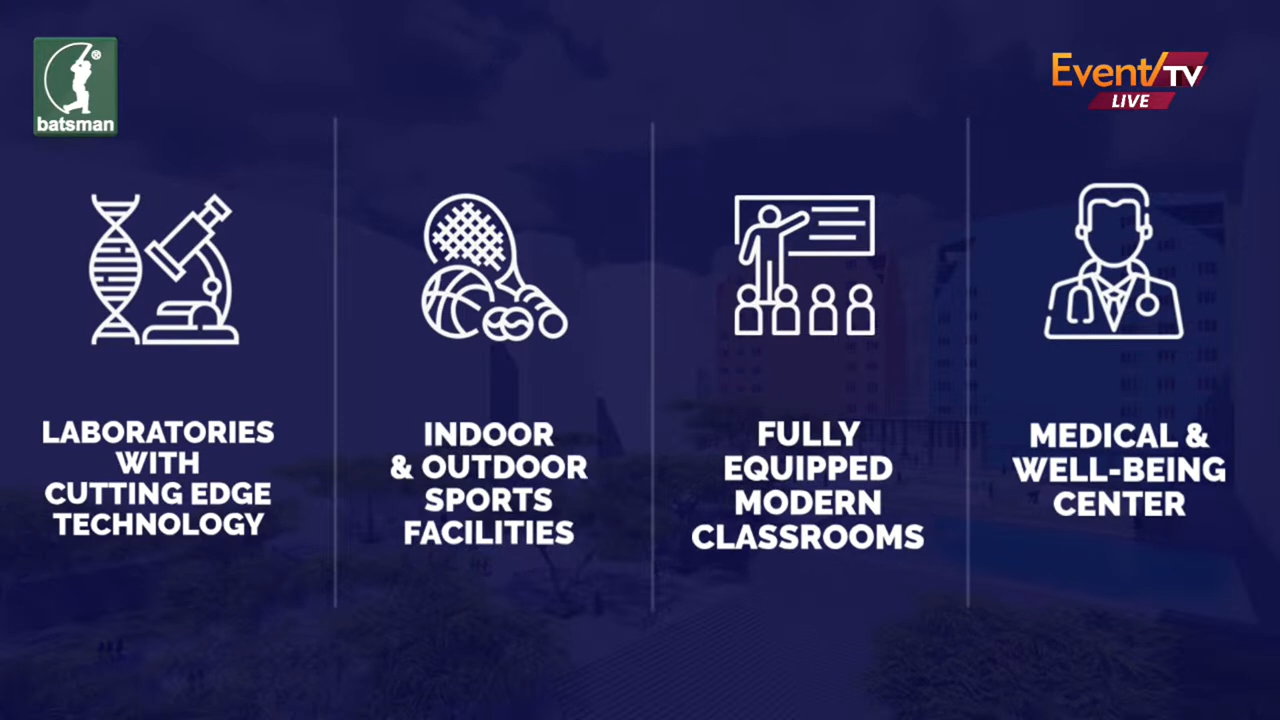 batsman
Event/TV
LIVE
LABORATORIES
WITH
CUTTING EDGE
TECHNOLOGY
INDOOR
& OUTDOOR
SPORTS
FACILITIES
FULLY
EQUIPPED
MODERN
CLASSROOMS
MEDICAL &
WELL-BEING
CENTER